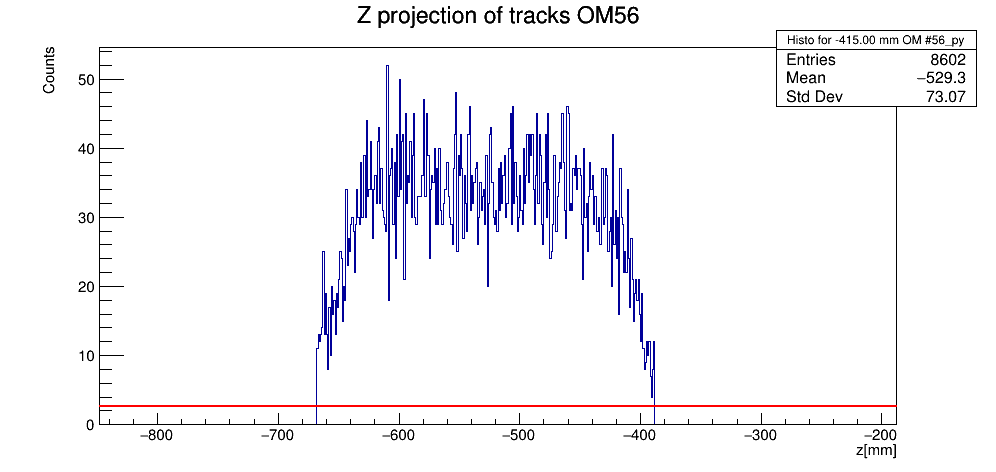 Z projection of tracks OM56
Histo for -415.00 mm OM #56_py
Entries 8602
Mean −529.3
Std Dev 73.07
Counts
50
40
30
20
10
0
−800 −700 −600 −500 −400 −300 −200
z[mm]